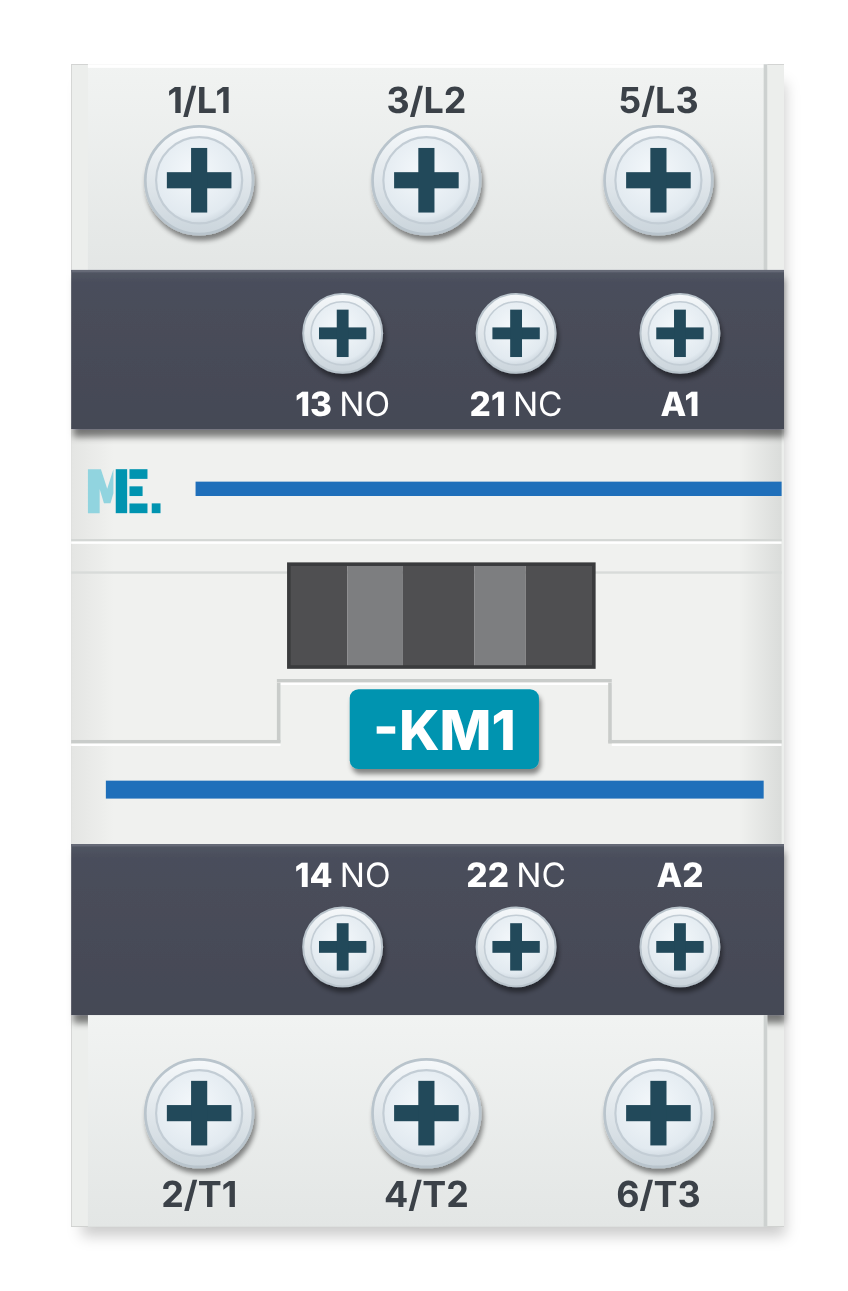 1/L1 3/L2 5/L3
13 NO 21 NC A1
ME.
-KM1
14 NO 22 NC A2
2/T1 4/T2 6/T3